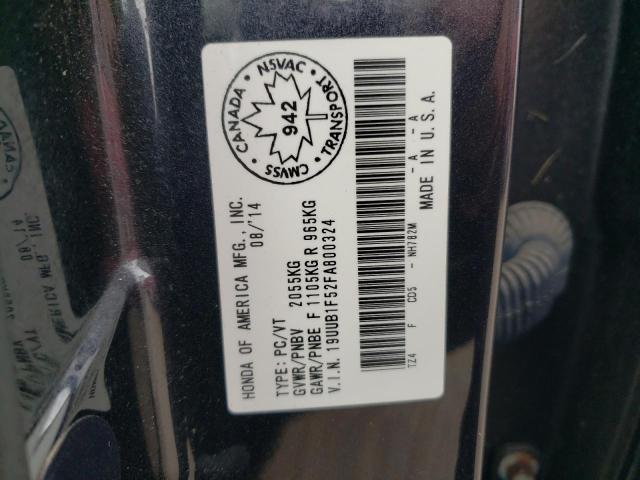 HONDA OF AMERICA MFG., INC.
08/'14
TYPE: PC/VT
GVWR/PNBV 2055KG
GAWR/PNBE F 1105KG R 965KG
V.I.N. 19UUB1F52FA800324
CANADA · NSVAC · TRANSPORT · CMVSS ·
942
TZ4 F CD5 - NH782M - A - A
MADE IN U.S.A.